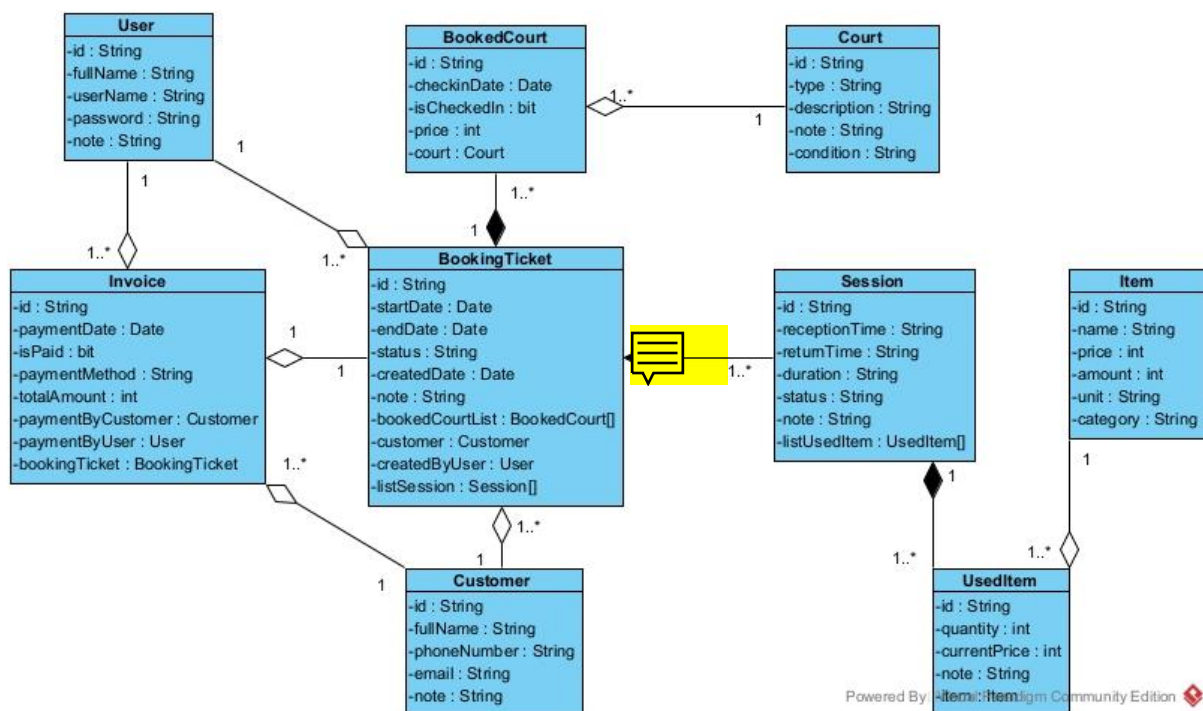 User
-id : String
-fullName : String
-userName : String
-password : String
-note : String
BookedCourt
-id : String
-checkinDate : Date
-isCheckedIn : bit
-price : int
-court : Court
Court
-id : String
-type : String
-description : String
-note : String
-condition : String
1..*
1
1
1
1..*
1..*
1
1..*
Invoice
-id : String
-paymentDate : Date
-isPaid : bit
-paymentMethod : String
-totalAmount : int
-paymentByCustomer : Customer
-paymentByUser : User
-bookingTicket : BookingTicket
1
1
BookingTicket
-id : String
-startDate : Date
-endDate : Date
-status : String
-createdDate : Date
-note : String
-bookedCourtList : BookedCourt[]
-customer : Customer
-createdByUser : User
-listSession : Session[]
1..*
Session
-id : String
-receptionTime : String
-returnTime : String
-duration : String
-status : String
-note : String
-listUsedItem : UsedItem[]
Item
-id : String
-name : String
-price : int
-amount : int
-unit : String
-category : String
1..*
1
1..*
1
1
1..*
1
1..*
Customer
-id : String
-fullName : String
-phoneNumber : String
-email : String
-note : String
UsedItem
-id : String
-quantity : int
-currentPrice : int
-note : String
-item : Item
Powered By Visual Paradigm Community Edition